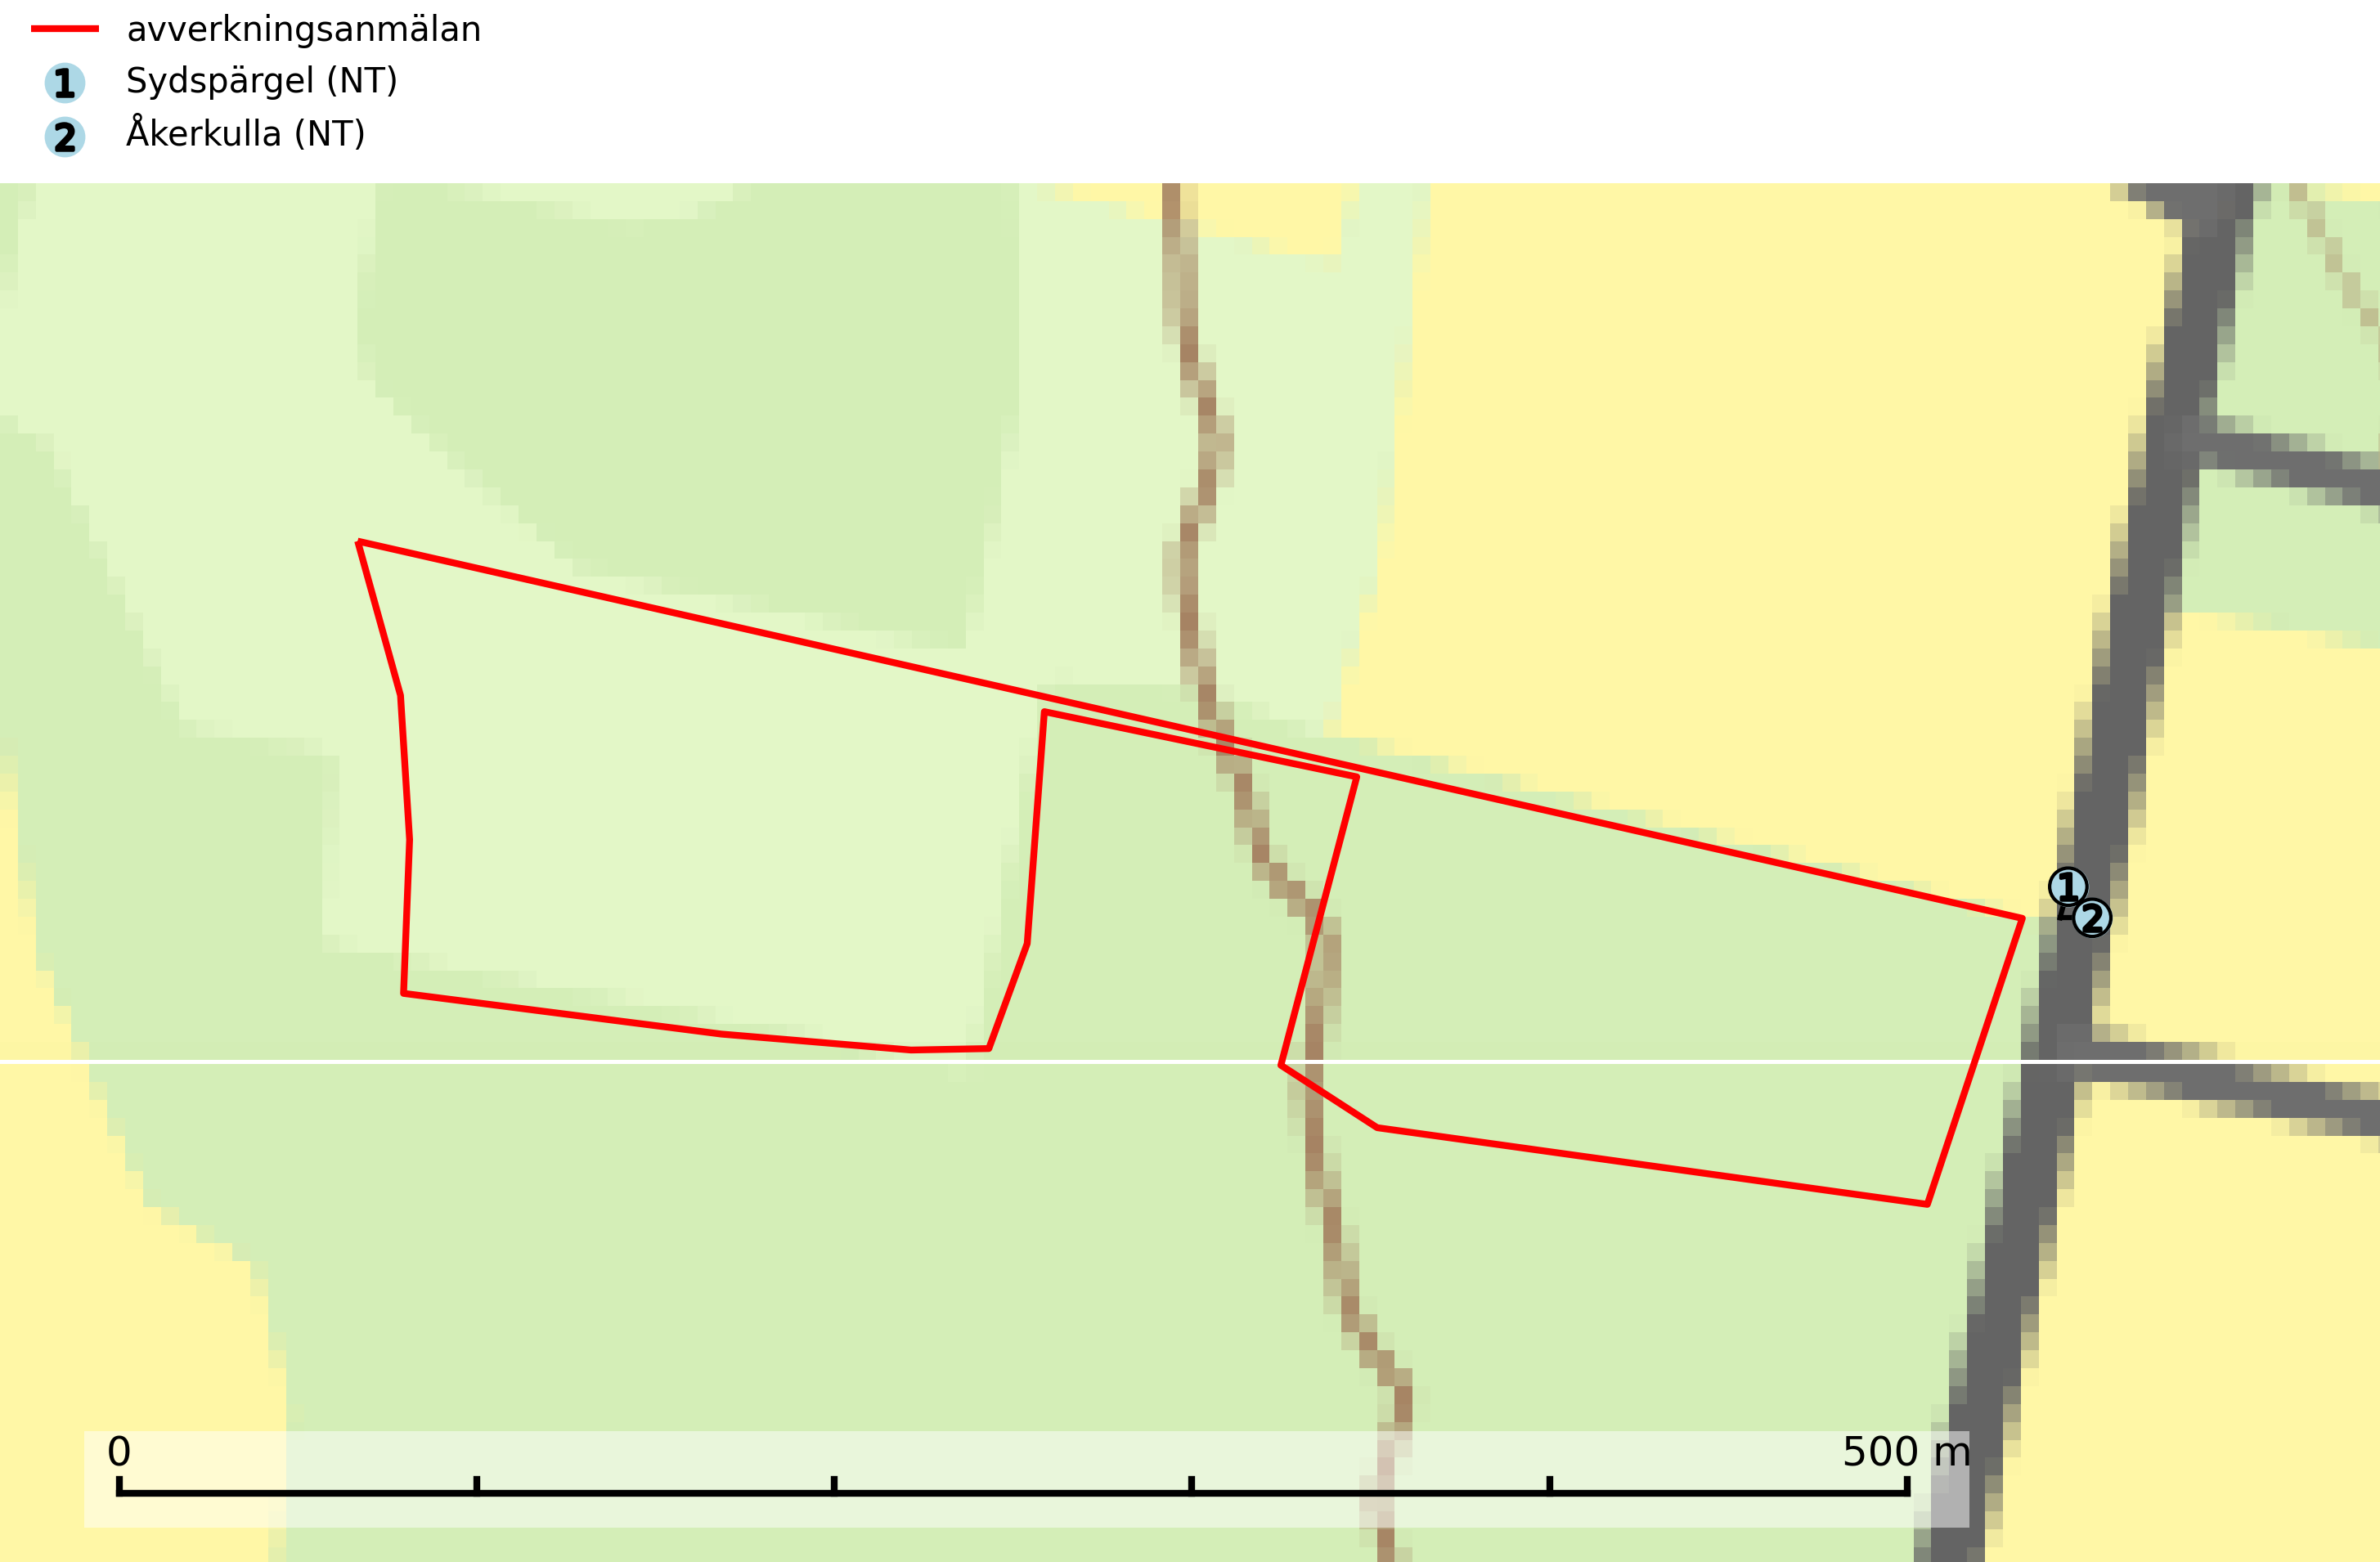 avverkningsanmälan
1 Sydspärgel (NT)
2 Åkerkulla (NT)
1
2
0 500 m